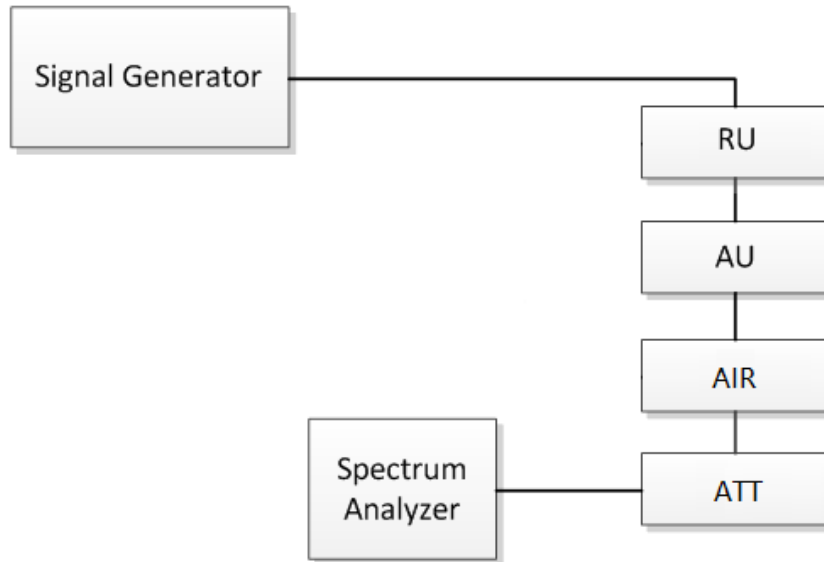 Signal Generator
RU
AU
AIR
ATT
Spectrum
Analyzer